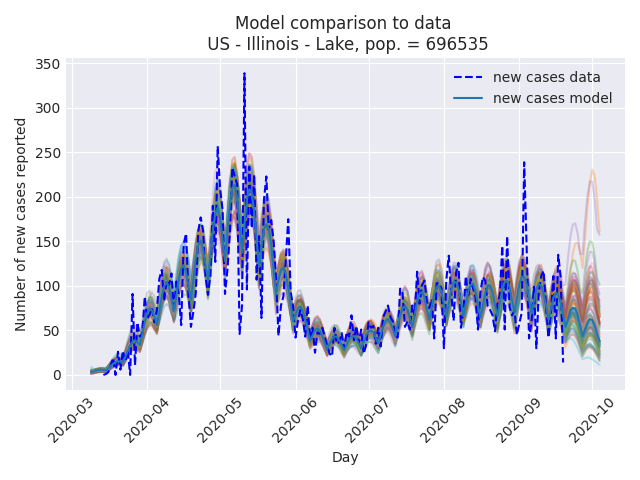 Model comparison to data
US - Illinois - Lake, pop. = 696535
350
300
250
200
150
100
50
0
Number of new cases reported
new cases data
new cases model
2020-03
2020-04
2020-05
2020-06
2020-07
2020-08
2020-09
2020-10
Day